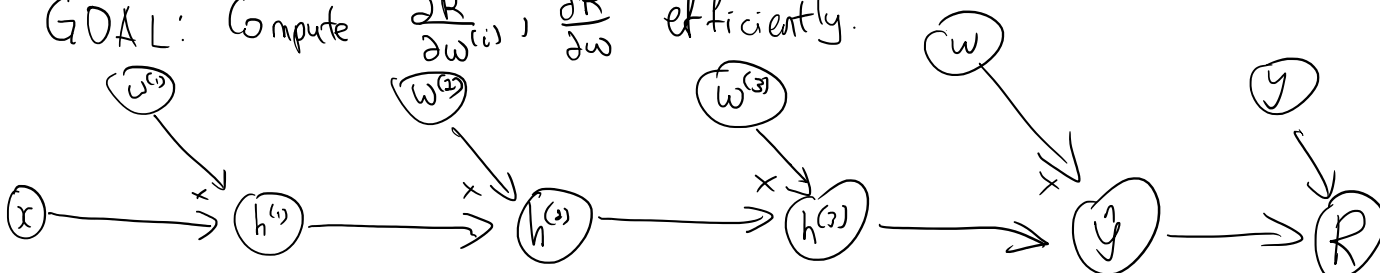 GOAL: Compute ∂R/∂w^(i), ∂R/∂w efficiently.
w^(1) w^(2) w^(3) w y
x × h^(1) × h^(2) × h^(3) × ŷ R